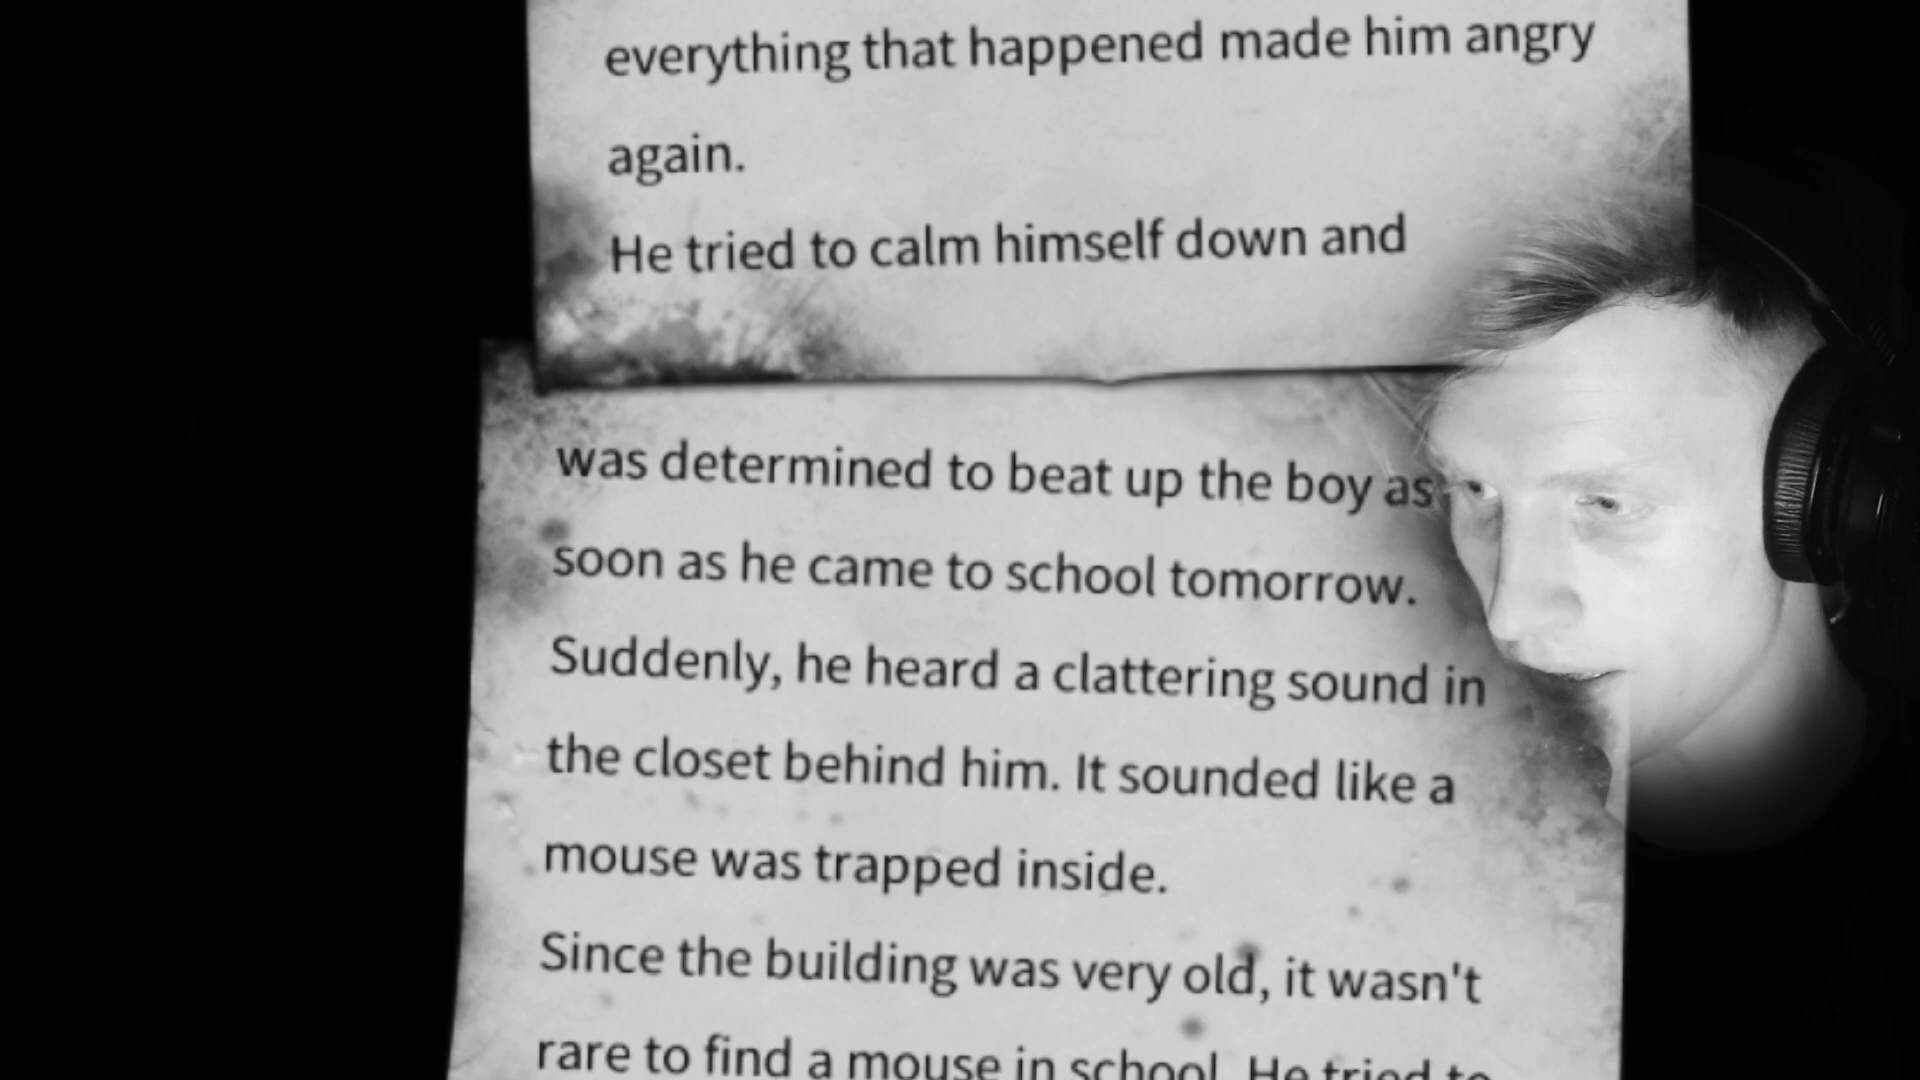 everything that happened made him angry
again.
He tried to calm himself down and
was determined to beat up the boy as
soon as he came to school tomorrow.
Suddenly, he heard a clattering sound in
the closet behind him. It sounded like a
mouse was trapped inside.
Since the building was very old, it wasn't
rare to find a mouse in school. He tried to